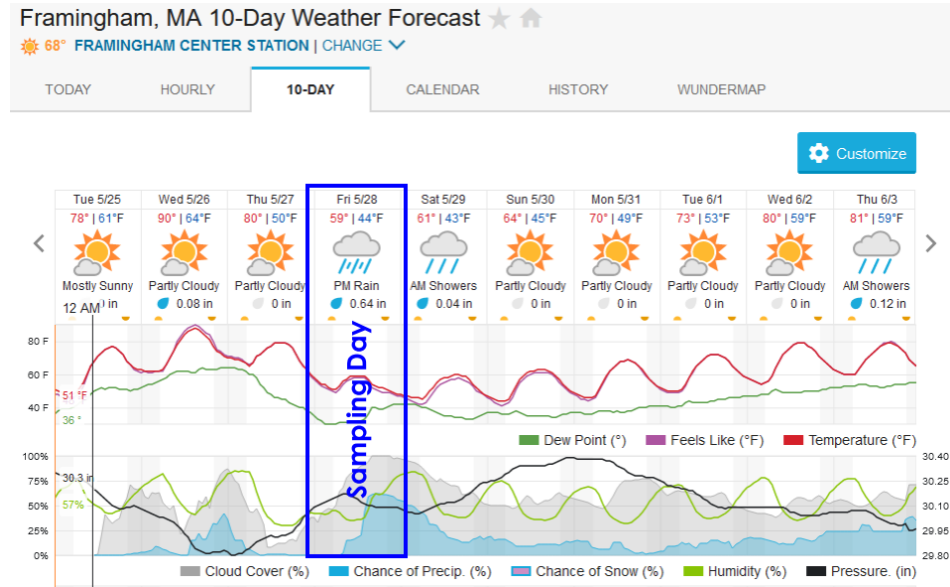 Framingham, MA 10-Day Weather Forecast
68° FRAMINGHAM CENTER STATION | CHANGE
TODAY HOURLY 10-DAY CALENDAR HISTORY WUNDERMAP
Customize
Tue 5/25 Wed 5/26 Thu 5/27 Fri 5/28 Sat 5/29 Sun 5/30 Mon 5/31 Tue 6/1 Wed 6/2 Thu 6/3
78° | 61°F 90° | 64°F 80° | 50°F 59° | 44°F 61° | 43°F 64° | 45°F 70° | 49°F 73° | 53°F 80° | 59°F 81° | 59°F
Mostly Sunny Partly Cloudy Partly Cloudy PM Rain AM Showers Partly Cloudy Partly Cloudy Partly Cloudy Partly Cloudy AM Showers
12 AM in 0.08 in 0 in 0.64 in 0.04 in 0 in 0 in 0 in 0 in 0.12 in
Sampling Day
80 F
60 F
51 °F
40 F
36 °
Dew Point (°) Feels Like (°F) Temperature (°F)
100% 30.40
75% 30.3 in 30.25
57%
50% 30.10
25% 29.95
0% 29.80
Cloud Cover (%) Chance of Precip. (%) Chance of Snow (%) Humidity (%) Pressure. (in)